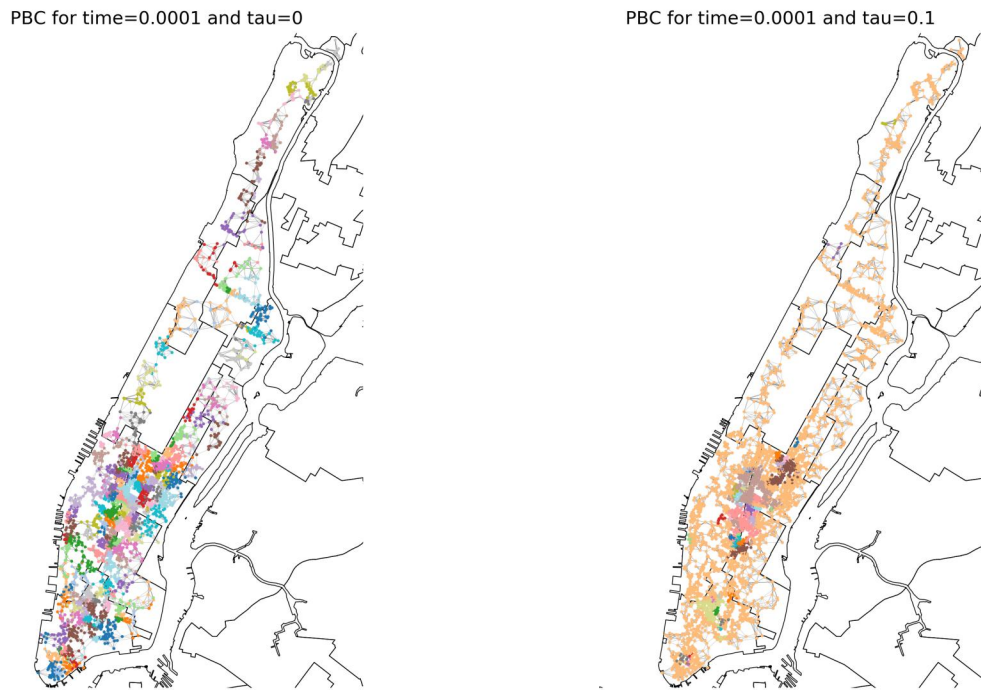 PBC for time=0.0001 and tau=0
PBC for time=0.0001 and tau=0.1